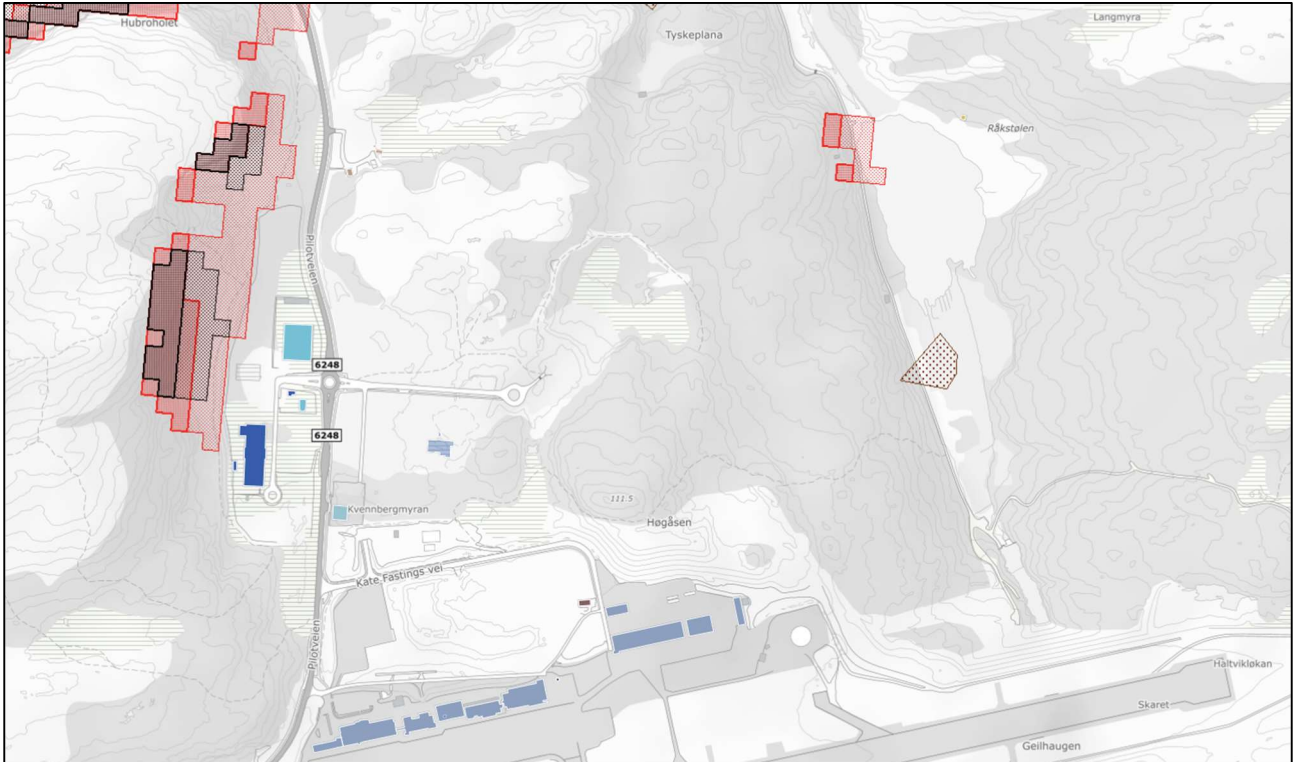 Hubroholet
Tyskeplana
Langmyra
Råkstølen
Pilotveien
6248
6248
111.5
Kvennbergmyran
Høgåsen
Kate Fastings vei
Pilotveien
Haltvikløkan
Skaret
Geilhaugen